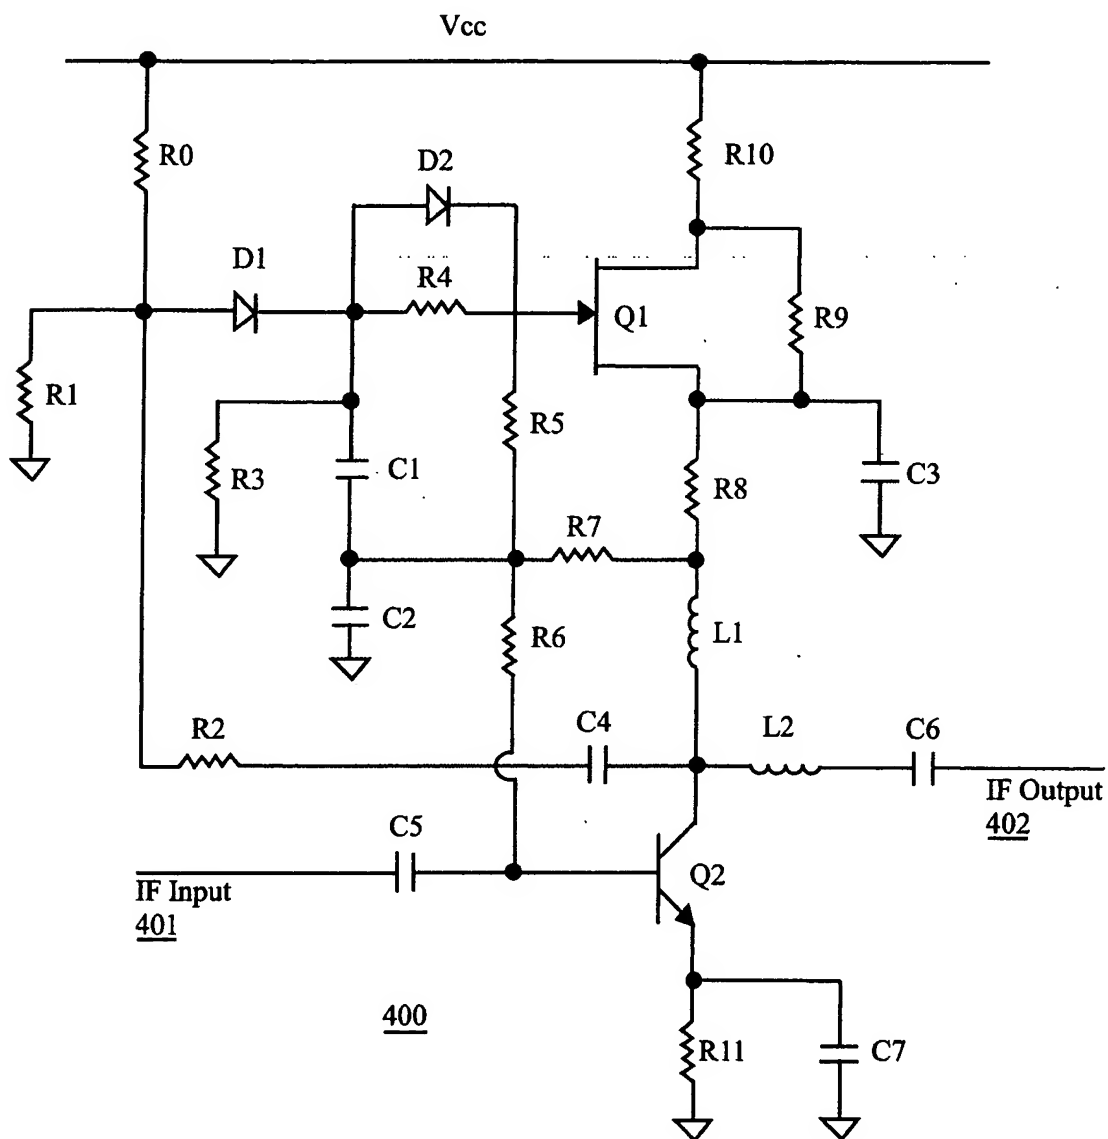 Vcc
R0
R10
D2
D1
R4
Q1
R9
R1
R5
R3
C1
R8
C3
R7
C2
R6
L1
R2
C4
L2
C6
IF Output
402
C5
Q2
IF Input
401
400
R11
C7